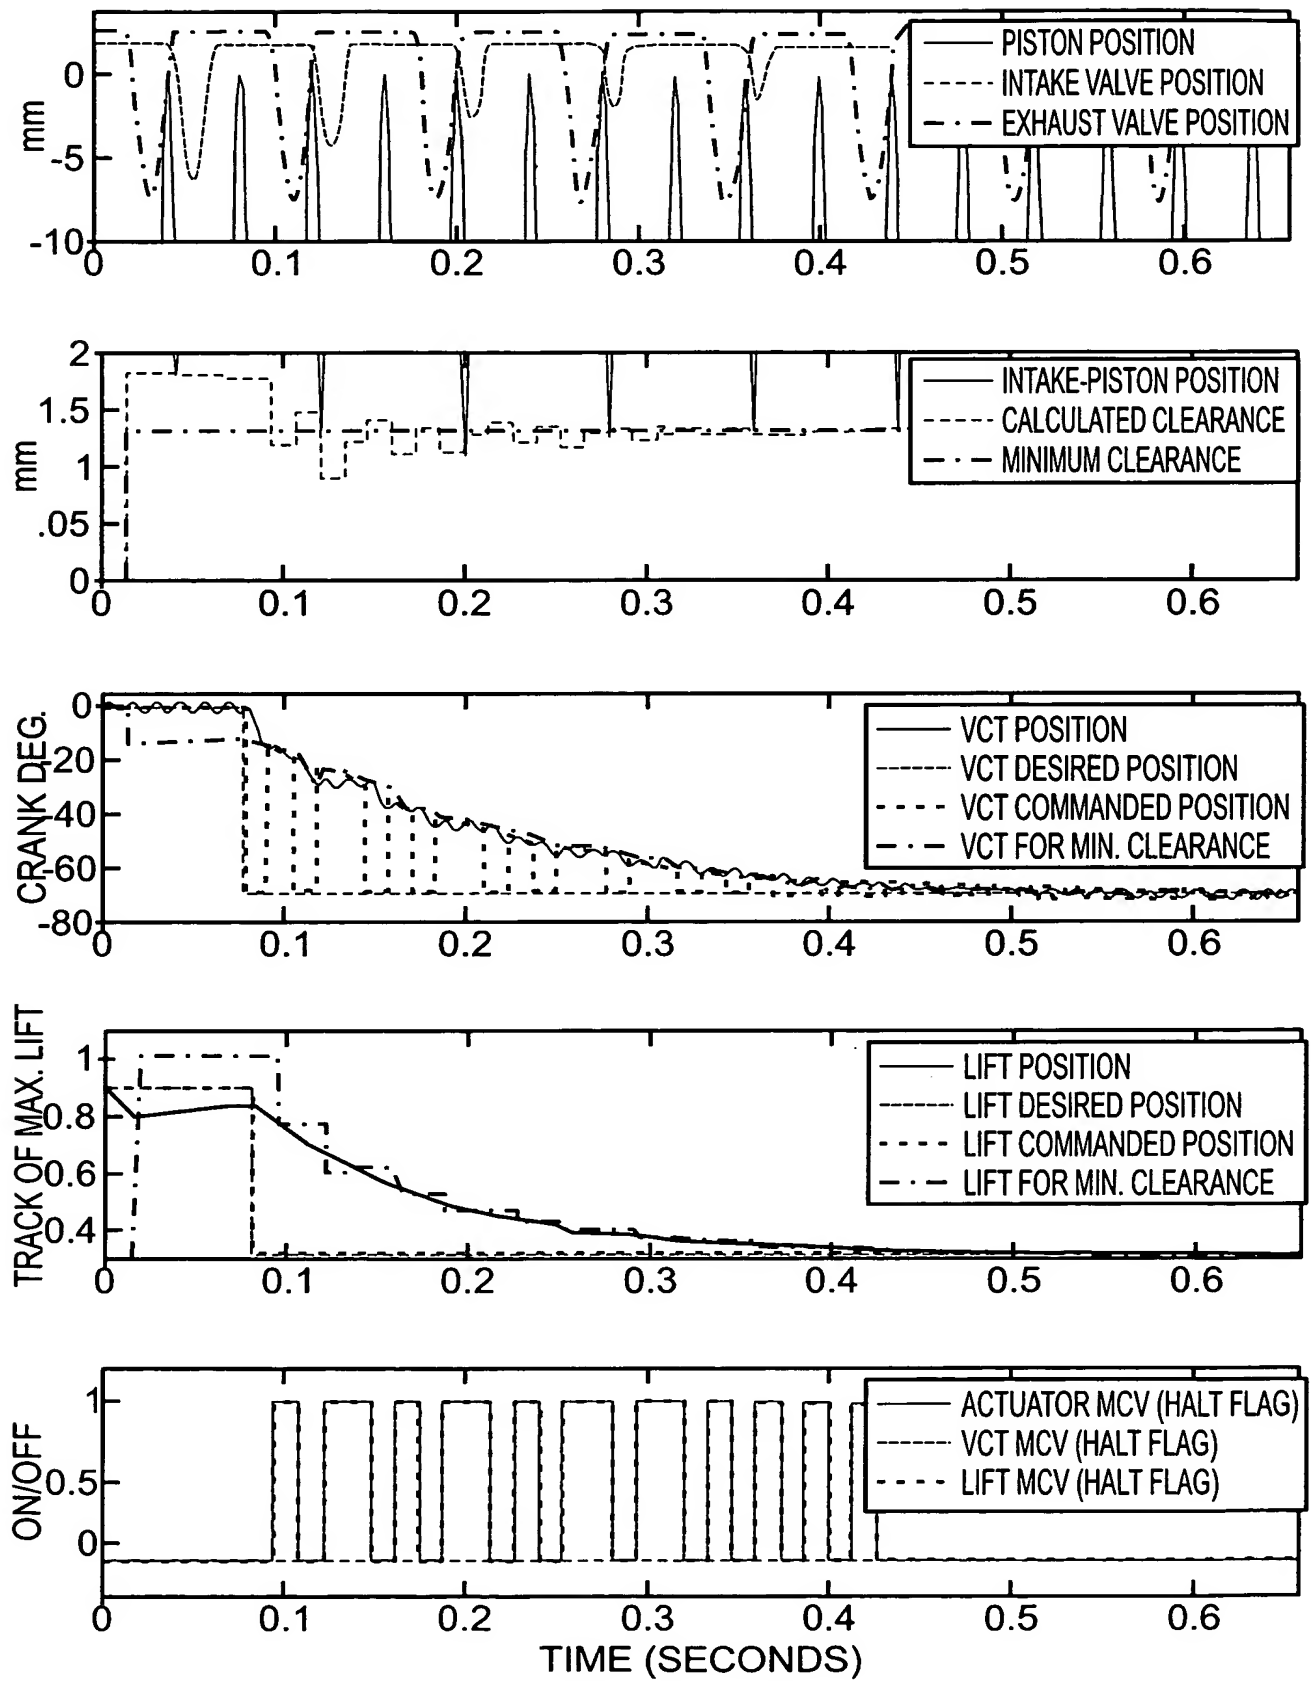 0
-5
-10
mm
0 0.1 0.2 0.3 0.4 0.5 0.6
PISTON POSITION
INTAKE VALVE POSITION
EXHAUST VALVE POSITION
2
1.5
1
.05
0
mm
0 0.1 0.2 0.3 0.4 0.5 0.6
INTAKE-PISTON POSITION
CALCULATED CLEARANCE
MINIMUM CLEARANCE
0
-20
-40
-60
-80
CRANK DEG.
0 0.1 0.2 0.3 0.4 0.5 0.6
VCT POSITION
VCT DESIRED POSITION
VCT COMMANDED POSITION
VCT FOR MIN. CLEARANCE
1
0.8
0.6
0.4
TRACK OF MAX. LIFT
0 0.1 0.2 0.3 0.4 0.5 0.6
LIFT POSITION
LIFT DESIRED POSITION
LIFT COMMANDED POSITION
LIFT FOR MIN. CLEARANCE
1
0.5
0
ON/OFF
0 0.1 0.2 0.3 0.4 0.5 0.6
ACTUATOR MCV (HALT FLAG)
VCT MCV (HALT FLAG)
LIFT MCV (HALT FLAG)
TIME (SECONDS)